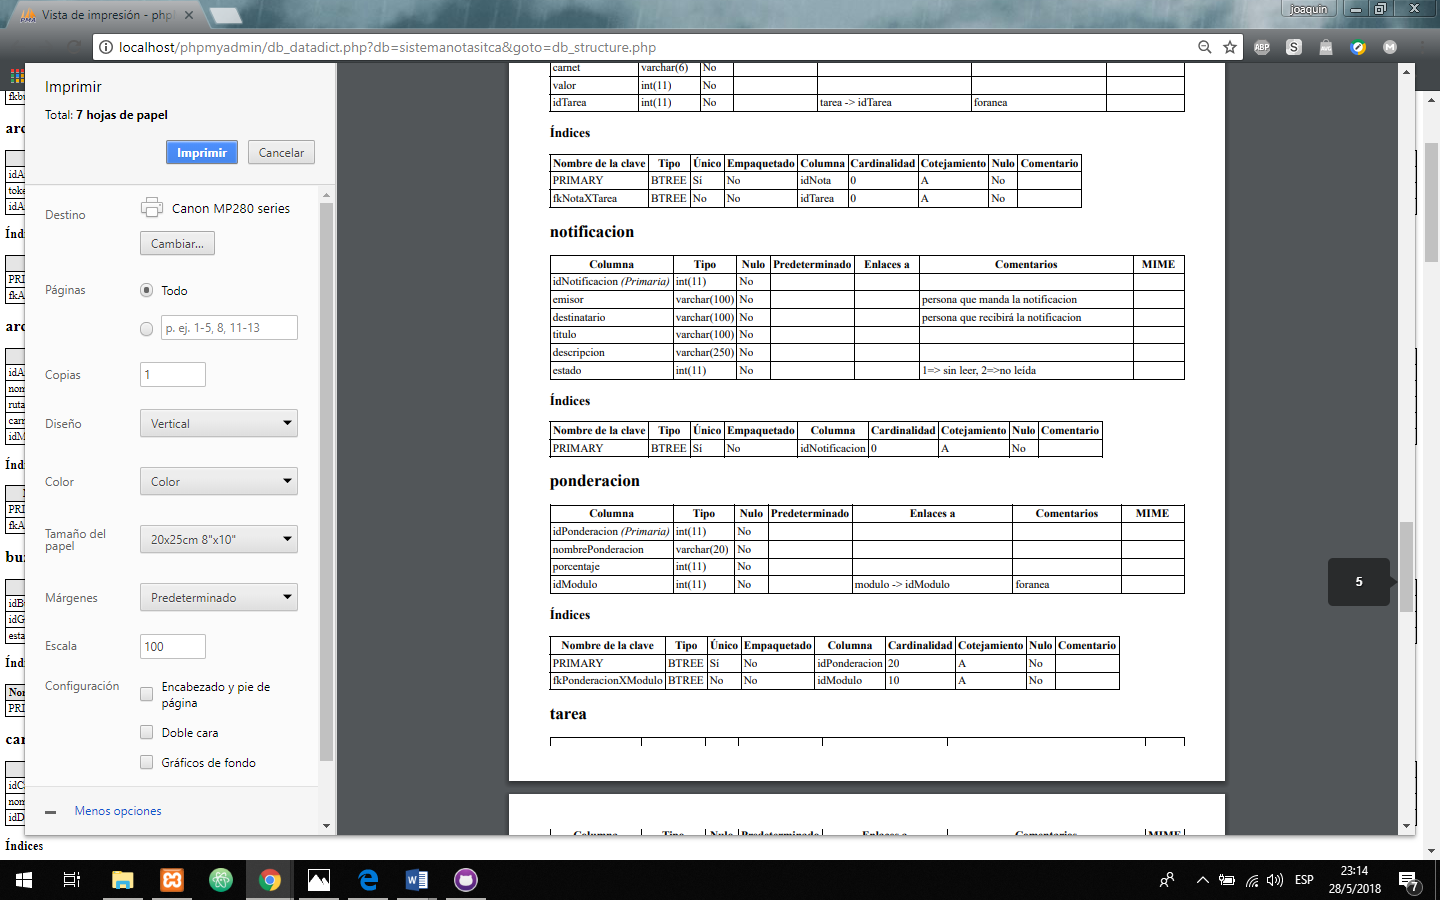 Vista de impresión - php
joaquin
localhost/phpmyadmin/db_datadict.php?db=sistemanotasitca&goto=db_structure.php
ABP
S
M
Imprimir
Total: 7 hojas de papel
Imprimir
Cancelar
Destino
Canon MP280 series
Cambiar...
Páginas
Todo
p. ej. 1-5, 8, 11-13
Copias
1
Diseño
Vertical
Color
Color
Tamaño del papel
20x25cm 8"x10"
Márgenes
Predeterminado
Escala
100
Configuración
Encabezado y pie de página
Doble cara
Gráficos de fondo
Menos opciones
carnet varchar(6) No
valor int(11) No
idTarea int(11) No tarea -> idTarea foranea
Índices
Nombre de la clave Tipo Único Empaquetado Columna Cardinalidad Cotejamiento Nulo Comentario
PRIMARY BTREE Sí No idNota 0 A No
fkNotaXTarea BTREE No No idTarea 0 A No
notificacion
Columna Tipo Nulo Predeterminado Enlaces a Comentarios MIME
idNotificacion (Primaria) int(11) No
emisor varchar(100) No persona que manda la notificacion
destinatario varchar(100) No persona que recibirá la notificacion
titulo varchar(100) No
descripcion varchar(250) No
estado int(11) No 1=> sin leer, 2=>no leída
Índices
Nombre de la clave Tipo Único Empaquetado Columna Cardinalidad Cotejamiento Nulo Comentario
PRIMARY BTREE Sí No idNotificacion 0 A No
ponderacion
Columna Tipo Nulo Predeterminado Enlaces a Comentarios MIME
idPonderacion (Primaria) int(11) No
nombrePonderacion varchar(20) No
porcentaje int(11) No
idModulo int(11) No modulo -> idModulo foranea
Índices
Nombre de la clave Tipo Único Empaquetado Columna Cardinalidad Cotejamiento Nulo Comentario
PRIMARY BTREE Sí No idPonderacion 20 A No
fkPonderacionXModulo BTREE No No idModulo 10 A No
tarea
Columna Tipo Nulo Predeterminado Enlaces a Comentarios MIME
5
Índices
ESP
23:14
28/5/2018
7